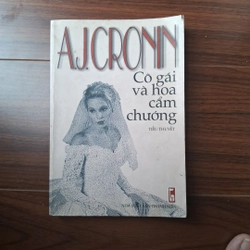 A.J.CRONIN
Cô gái
và hoa
cẩm
chướng
TIỂU THUYẾT